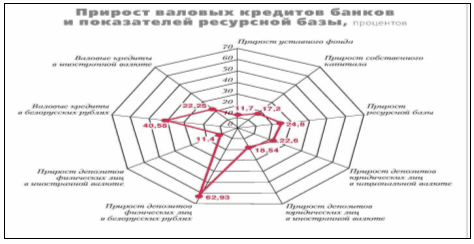 Прирост валовых кредитов банков
и показателей ресурсной базы, процентов
70
60
50
40
30
20
10
0
Прирост уставного фонда
Прирост собственного
капитала
Прирост
ресурсной базы
Прирост депозитов
юридических лиц
в национальной валюте
Прирост депозитов
юридических лиц
в иностранной валюте
Прирост депозитов
физических лиц
в белорусских рублях
Прирост депозитов
физических лиц
в иностранной валюте
Валовые кредиты
в белорусских рублях
Валовые кредиты
в иностранной валюте
11,7
17,2
24,8
22,6
18,64
62,93
11,4
40,58
22,25